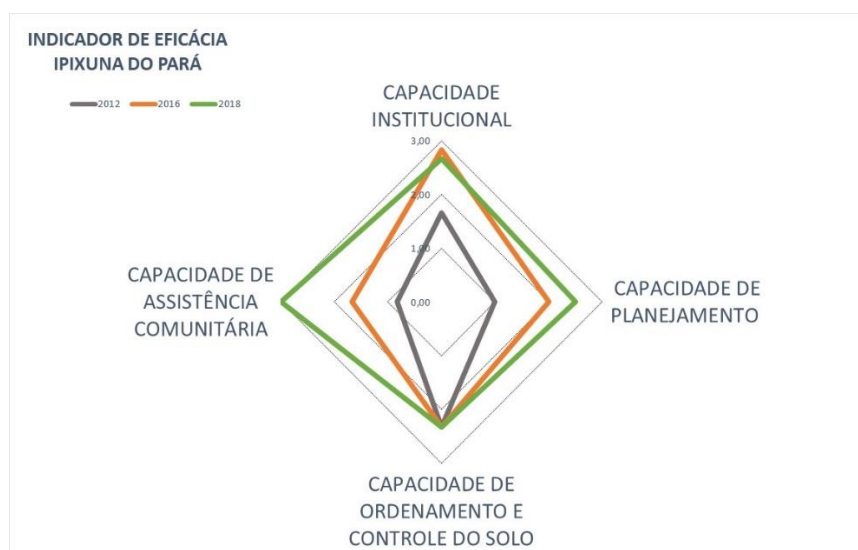 INDICADOR DE EFICÁCIA
IPIXUNA DO PARÁ
2012 2016 2018
CAPACIDADE
INSTITUCIONAL
3,00
2,00
1,00
0,00
CAPACIDADE DE
ASSISTÊNCIA
COMUNITÁRIA
CAPACIDADE DE
PLANEJAMENTO
CAPACIDADE DE
ORDENAMENTO E
CONTROLE DO SOLO